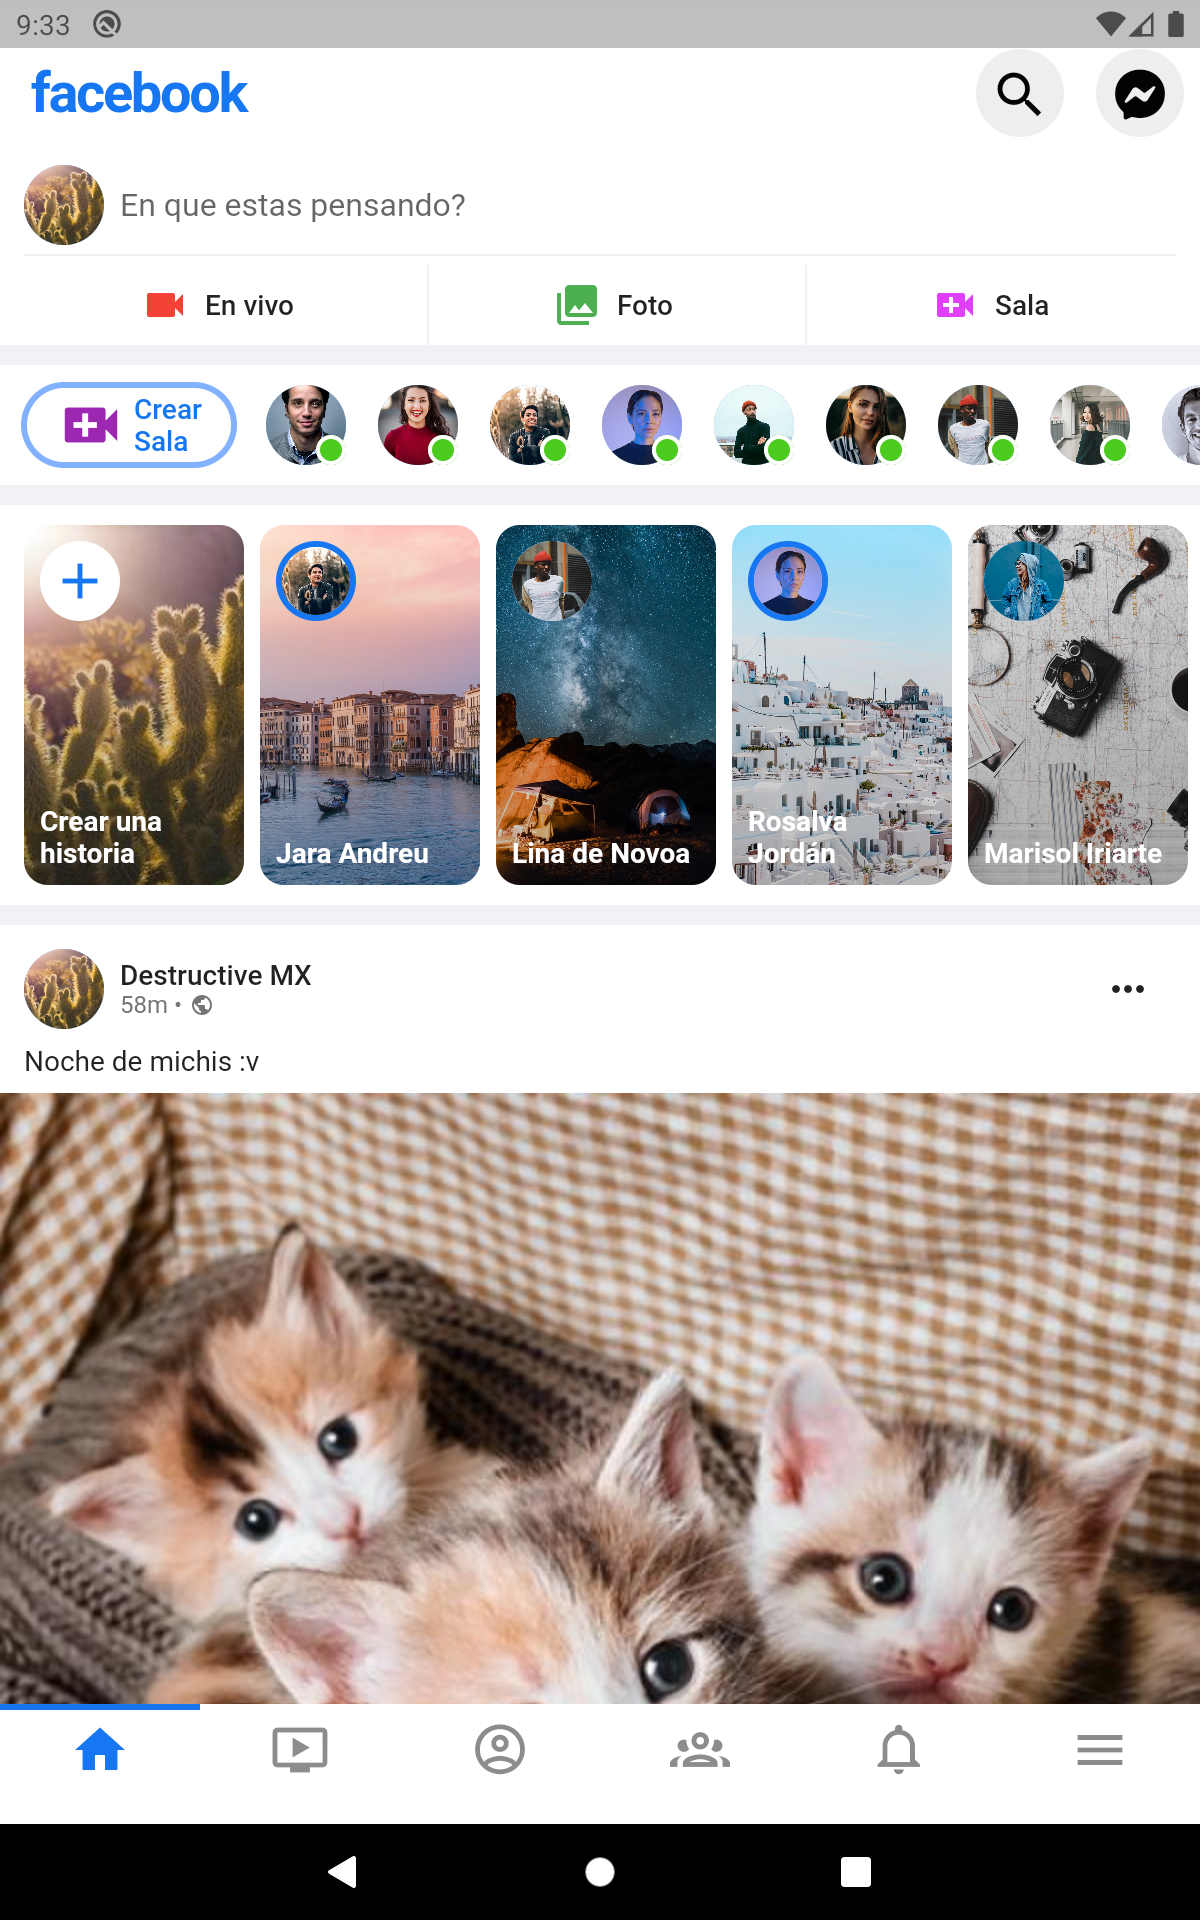 9:33
facebook
En que estas pensando?
En vivo
Foto
Sala
Crear
Sala
Crear una
historia
Jara Andreu
Lina de Novoa
Rosalva
Jordán
Marisol Iriarte
Destructive MX
58m •
Noche de michis :v